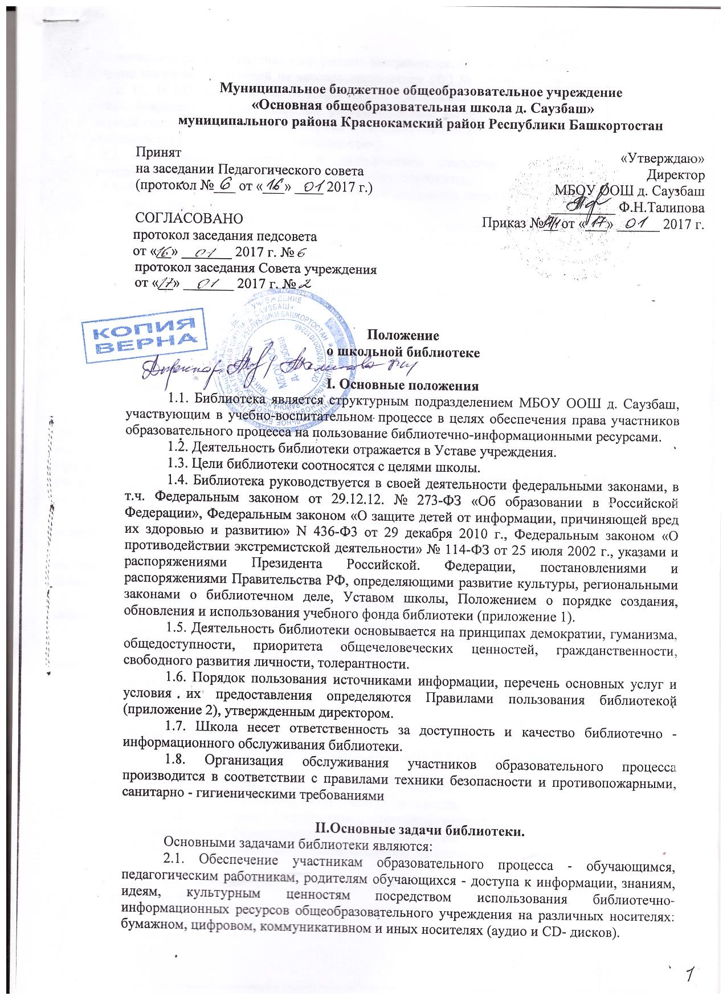 Муниципальное бюджетное общеобразовательное учреждение
«Основная общеобразовательная школа д. Саузбаш»
муниципального района Краснокамский район Республики Башкортостан
Принят
на заседании Педагогического совета
(протокол № 6 от «16» 01 2017 г.)
«Утверждаю»
Директор
МБОУ ООШ д. Саузбаш
Ф.Н.Талипова
Приказ № от «17» 01 2017 г.
СОГЛАСОВАНО
протокол заседания педсовета
от «16» 01 2017 г. № 6
протокол заседания Совета учреждения
от «17» 01 2017 г. № 2
КОПИЯ
ВЕРНА
Положение
о школьной библиотеке
Директор Талипова
I. Основные положения
1.1. Библиотека является структурным подразделением МБОУ ООШ д. Саузбаш,
участвующим в учебно-воспитательном процессе в целях обеспечения права участников
образовательного процесса на пользование библиотечно-информационными ресурсами.
1.2. Деятельность библиотеки отражается в Уставе учреждения.
1.3. Цели библиотеки соотносятся с целями школы.
1.4. Библиотека руководствуется в своей деятельности федеральными законами, в
т.ч. Федеральным законом от 29.12.12. № 273-ФЗ «Об образовании в Российской
Федерации», Федеральным законом «О защите детей от информации, причиняющей вред
их здоровью и развитию» N 436-ФЗ от 29 декабря 2010 г., Федеральным законом «О
противодействии экстремистской деятельности» № 114-ФЗ от 25 июля 2002 г., указами и
распоряжениями Президента Российской. Федерации, постановлениями и
распоряжениями Правительства РФ, определяющими развитие культуры, региональными
законами о библиотечном деле, Уставом школы, Положением о порядке создания,
обновления и использования учебного фонда библиотеки (приложение 1).
1.5. Деятельность библиотеки основывается на принципах демократии, гуманизма,
общедоступности, приоритета общечеловеческих ценностей, гражданственности,
свободного развития личности, толерантности.
1.6. Порядок пользования источниками информации, перечень основных услуг и
условия их предоставления определяются Правилами пользования библиотекой
(приложение 2), утвержденным директором.
1.7. Школа несет ответственность за доступность и качество библиотечно -
информационного обслуживания библиотеки.
1.8. Организация обслуживания участников образовательного процесса
производится в соответствии с правилами техники безопасности и противопожарными,
санитарно - гигиеническими требованиями
II.Основные задачи библиотеки.
Основными задачами библиотеки являются:
2.1. Обеспечение участникам образовательного процесса - обучающимся,
педагогическим работникам, родителям обучающихся - доступа к информации, знаниям,
идеям, культурным ценностям посредством использования библиотечно-
информационных ресурсов общеобразовательного учреждения на различных носителях:
бумажном, цифровом, коммуникативном и иных носителях (аудио и CD- дисков).
1